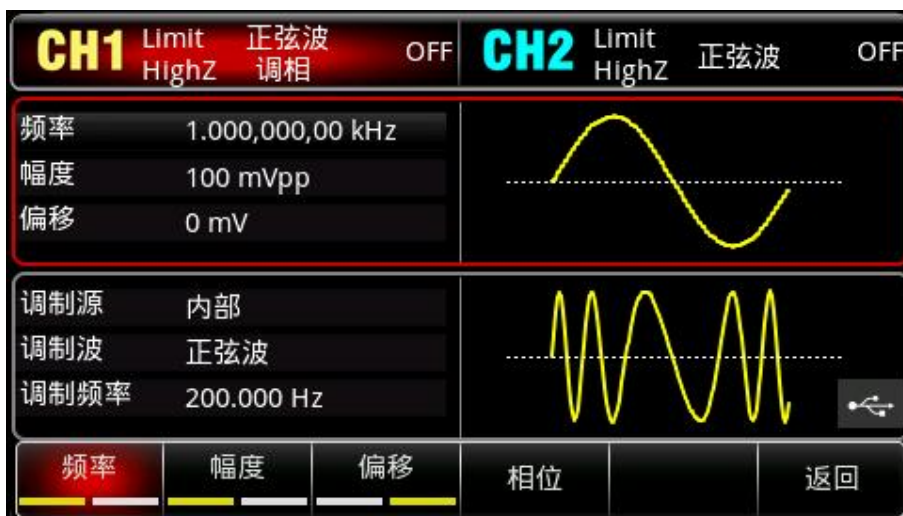 CH1 Limit 正弦波 OFF CH2 Limit 正弦波 OFF
HighZ 调相 HighZ
频率 1.000,000,00 kHz
幅度 100 mVpp
偏移 0 mV
调制源 内部
调制波 正弦波
调制频率 200.000 Hz
频率 幅度 偏移 相位 返回